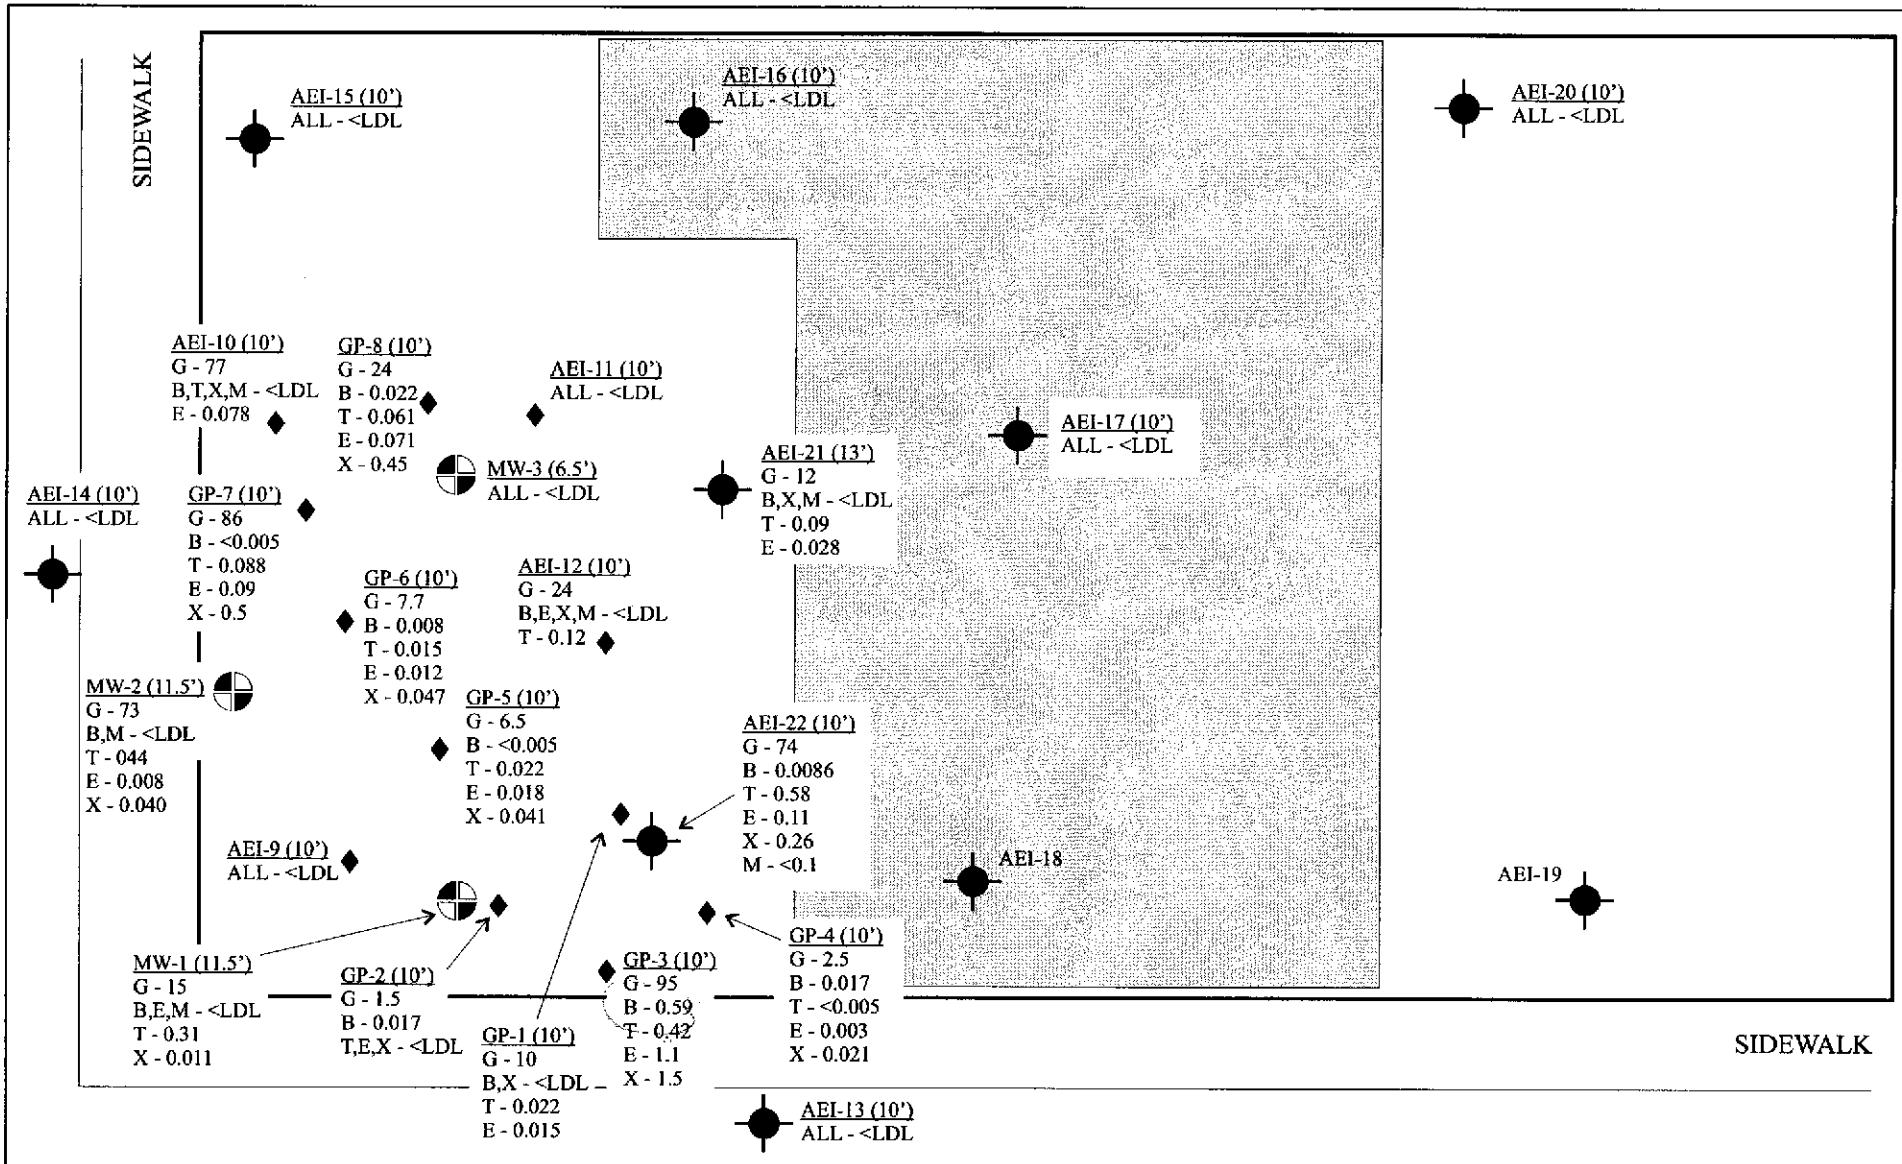 SIDEWALK
AEI-15 (10')
ALL - <LDL
AEI-16 (10')
ALL - <LDL
AEI-20 (10')
ALL - <LDL
AEI-10 (10')
G - 77
B,T,X,M - <LDL
E - 0.078
GP-8 (10')
G - 24
B - 0.022
T - 0.061
E - 0.071
X - 0.45
AEI-11 (10')
ALL - <LDL
AEI-17 (10')
ALL - <LDL
MW-3 (6.5')
ALL - <LDL
AEI-21 (13')
G - 12
B,X,M - <LDL
T - 0.09
E - 0.028
AEI-14 (10')
ALL - <LDL
GP-7 (10')
G - 86
B - <0.005
T - 0.088
E - 0.09
X - 0.5
GP-6 (10')
G - 7.7
B - 0.008
T - 0.015
E - 0.012
X - 0.047
AEI-12 (10')
G - 24
B,E,X,M - <LDL
T - 0.12
MW-2 (11.5')
G - 73
B,M - <LDL
T - 044
E - 0.008
X - 0.040
GP-5 (10')
G - 6.5
B - <0.005
T - 0.022
E - 0.018
X - 0.041
AEI-22 (10')
G - 74
B - 0.0086
T - 0.58
E - 0.11
X - 0.26
M - <0.1
AEI-9 (10')
ALL - <LDL
AEI-18
AEI-19
MW-1 (11.5')
G - 15
B,E,M - <LDL
T - 0.31
X - 0.011
GP-2 (10')
G - 1.5
B - 0.017
T,E,X - <LDL
GP-1 (10')
G - 10
B,X - <LDL
T - 0.022
E - 0.015
GP-3 (10')
G - 95
B - 0.59
T - 0.42
E - 1.1
X - 1.5
GP-4 (10')
G - 2.5
B - 0.017
T - <0.005
E - 0.003
X - 0.021
SIDEWALK
AEI-13 (10')
ALL - <LDL